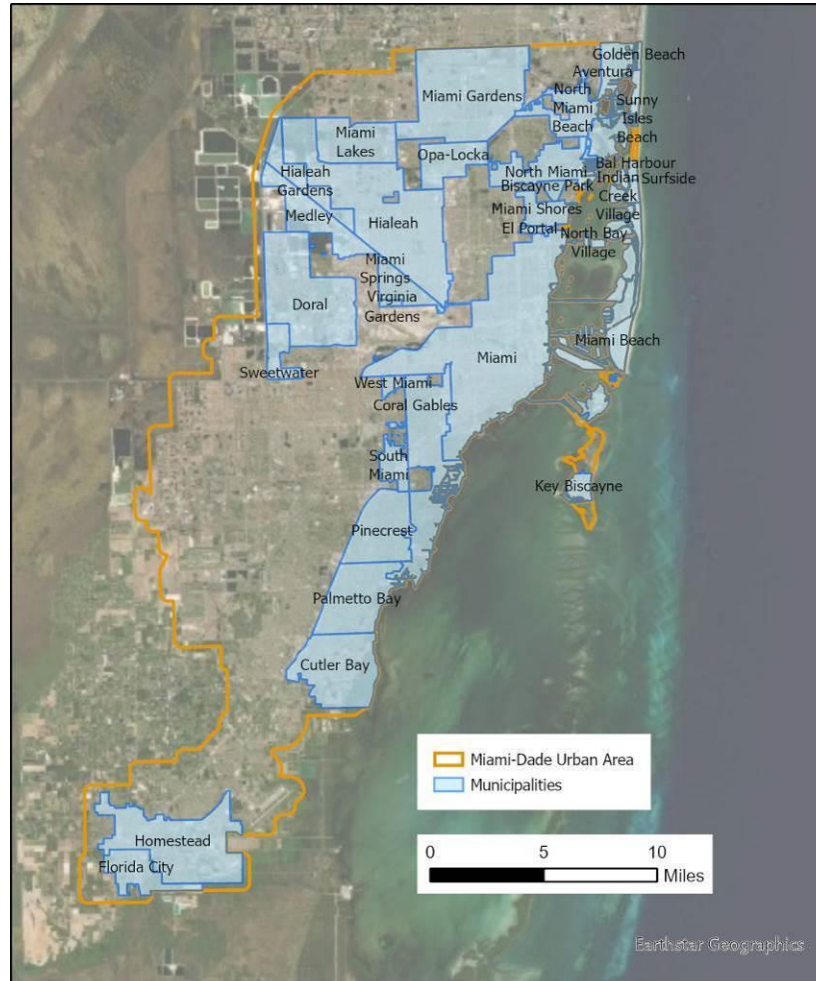 Golden Beach
Aventura
Miami Gardens
North
Miami
Beach
Sunny
Isles
Beach
Miami
Lakes
Opa-Locka
North Miami
Bal Harbour
Hialeah
Gardens
Biscayne Park
Indian
Creek
Village
Surfside
Medley
Hialeah
Miami Shores
El Portal
North Bay
Village
Miami
Springs
Doral
Virginia
Gardens
Miami
Miami Beach
Sweetwater
West Miami
Coral Gables
South
Miami
Key Biscayne
Pinecrest
Palmetto Bay
Cutler Bay
Miami-Dade Urban Area
Municipalities
Homestead
Florida City
0 5 10
Miles
Earthstar Geographics